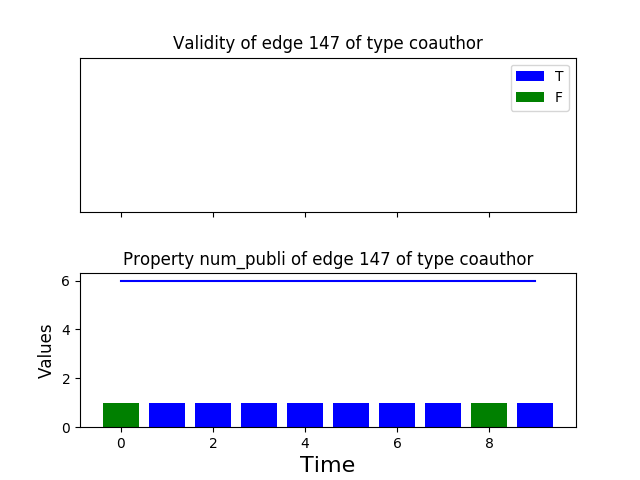 Validity of edge 147 of type coauthor
T
F
Property num_publi of edge 147 of type coauthor
6
4
2
0
Values
0 2 4 6 8
Time